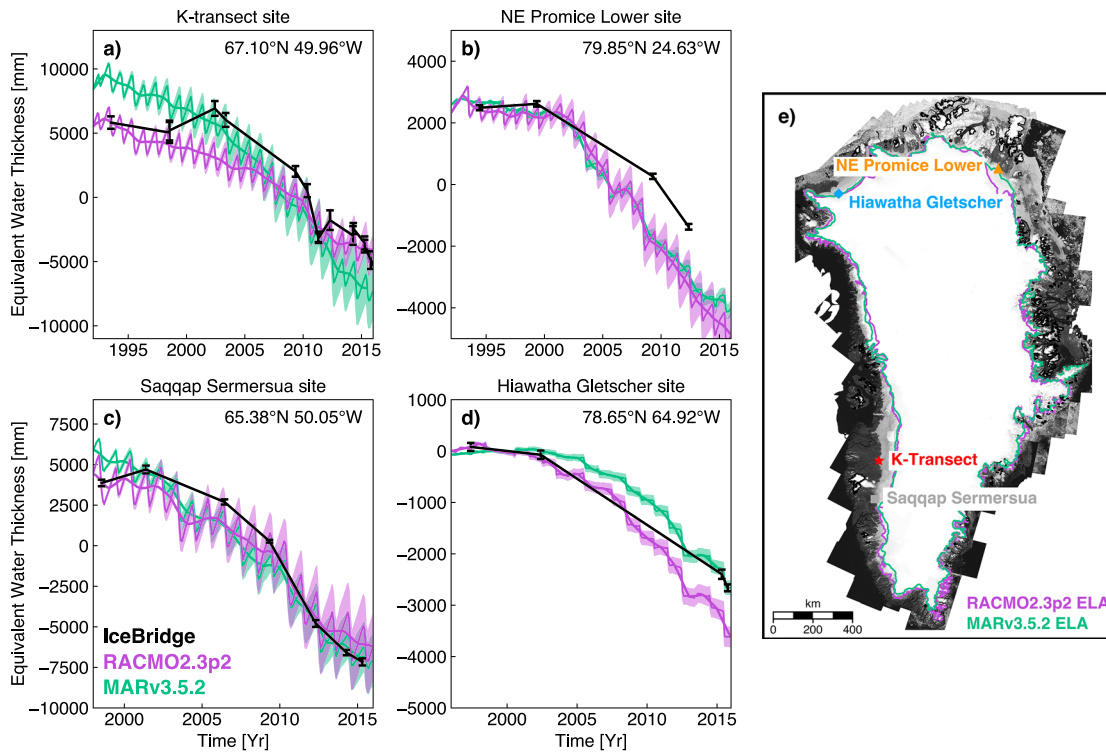 K-transect site
a)
67.10°N 49.96°W
Equivalent Water Thickness [mm]
10000
5000
0
−5000
−10000
1995
2000
2005
2010
2015
NE Promice Lower site
b)
79.85°N 24.63°W
4000
2000
0
−2000
−4000
1995
2000
2005
2010
2015
Saqqap Sermersua site
c)
65.38°N 50.05°W
Equivalent Water Thickness [mm]
7500
5000
2500
0
−2500
−5000
−7500
−10000
IceBridge
RACMO2.3p2
MARv3.5.2
2000
2005
2010
2015
Time [Yr]
Hiawatha Gletscher site
d)
78.65°N 64.92°W
1000
0
−1000
−2000
−3000
−4000
−5000
2000
2005
2010
2015
Time [Yr]
e)
NE Promice Lower
Hiawatha Gletscher
K-Transect
Saqqap Sermersua
RACMO2.3p2 ELA
MARv3.5.2 ELA
km
0 200 400